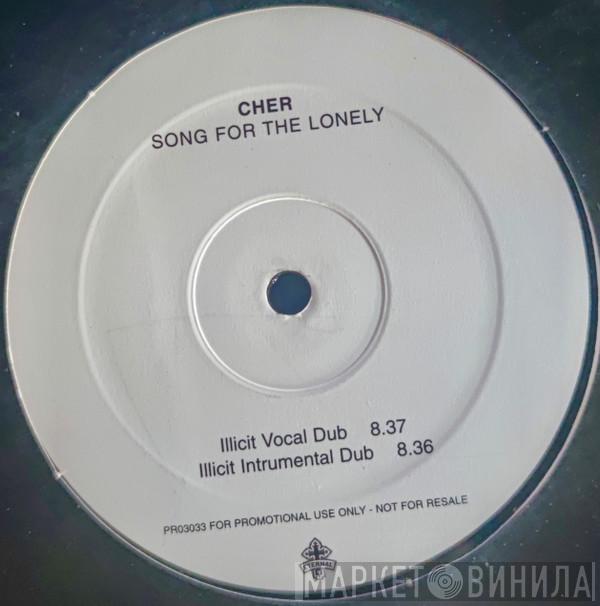 CHER
SONG FOR THE LONELY
Illicit Vocal Dub 8.37
Illicit Intrumental Dub 8.36
PR03033 FOR PROMOTIONAL USE ONLY - NOT FOR RESALE
ETERNAL
МАРКЕТ ВИНИЛА